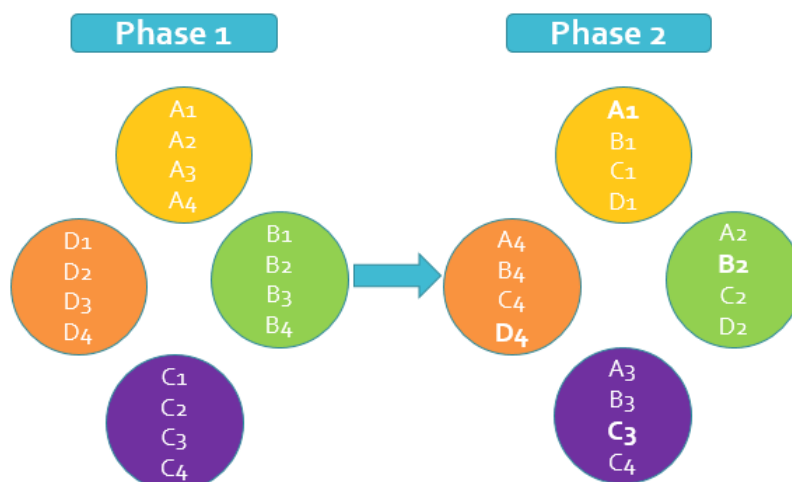 Phase 1
Phase 2
A1
A2
A3
A4
D1
D2
D3
D4
B1
B2
B3
B4
C1
C2
C3
C4
A1
B1
C1
D1
A4
B4
C4
D4
A2
B2
C2
D2
A3
B3
C3
C4